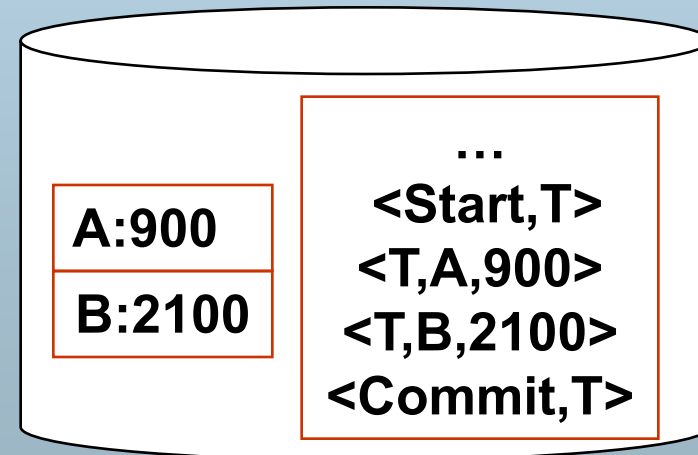 A:900
B:2100
…
<Start,T>
<T,A,900>
<T,B,2100>
<Commit,T>